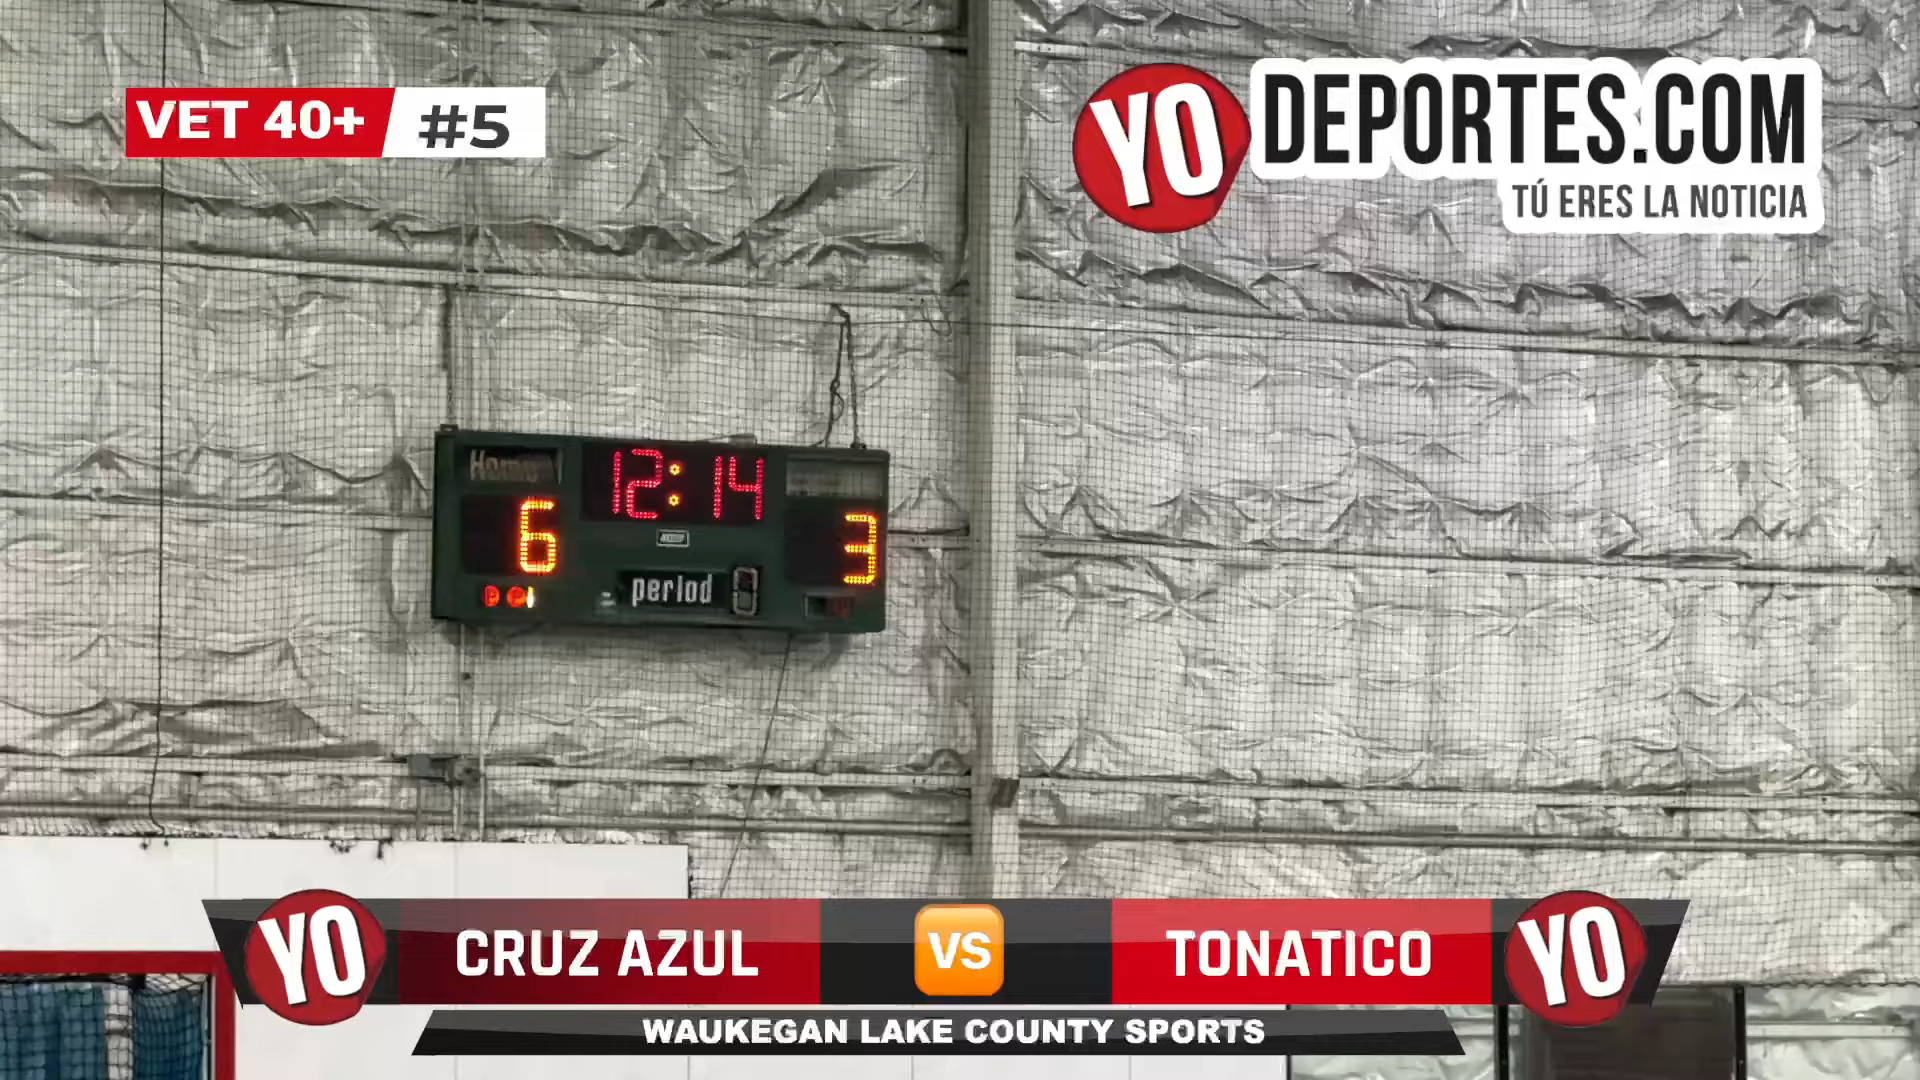 VET 40+ #5
YO DEPORTES.COM
TÚ ERES LA NOTICIA
Home
12:14
6
3
period
YO CRUZ AZUL VS TONATICO YO
WAUKEGAN LAKE COUNTY SPORTS